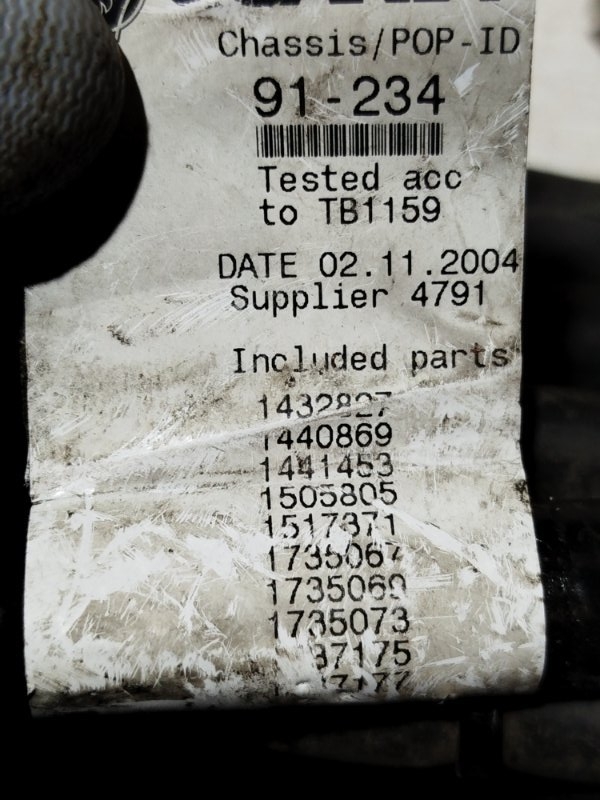 Chassis/POP-ID
91-234
Tested acc
to TB1159
DATE 02.11.2004
Supplier 4791
Included parts
1432827
1440869
1441453
1505805
1517371
1735067
1735069
1735073